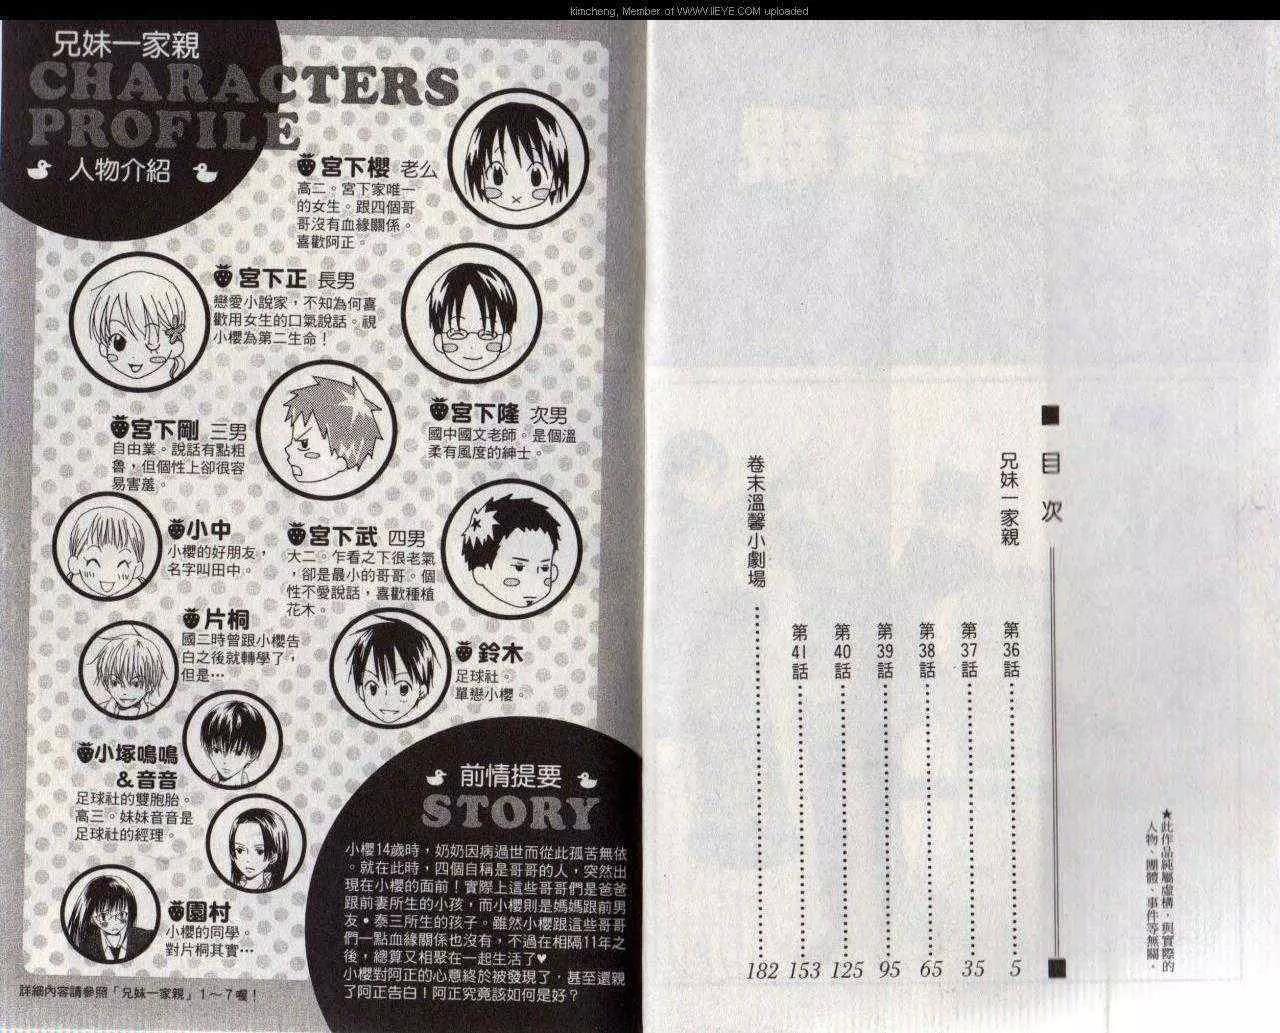 kimcheng, Member of WWW.IIEYE.COM uploaded
兄妹一家親
CHARACTERS
PROFILE
人物介紹
宮下櫻 老么
高二。宮下家唯一
的女生。跟四個哥
哥沒有血緣關係。
喜歡阿正。
宮下正 長男
戀愛小說家，不知為何喜
歡用女生的口氣說話。視
小櫻為第二生命！
宮下隆 次男
國中國文老師。是個溫
柔有風度的紳士。
宮下剛 三男
自由業。說話有點粗
魯，但個性上卻很容
易害羞。
小中
小櫻的好朋友，
名字叫田中。
宮下武 四男
大二。乍看之下很老氣
，卻是最小的哥哥。個
性不愛說話，喜歡種植
花木。
片桐
國二時曾跟小櫻告
白之後就轉學了，
但是…
鈴木
足球社。
單戀小櫻。
小塚鳴鳴
＆音音
足球社的雙胞胎。
高三。妹妹音音是
足球社的經理。
園村
小櫻的同學。
對片桐其實…
詳細內容請參照「兄妹一家親」1～7喔！
前情提要
STORY
小櫻14歲時，奶奶因病過世而從此孤苦無依
。就在此時，四個自稱是哥哥的人，突然出
現在小櫻的面前！實際上這些哥哥們是爸爸
跟前妻所生的小孩，而小櫻則是媽媽跟前男
友•泰三所生的孩子。雖然小櫻跟這些哥哥
們一點血緣關係也沒有，不過在相隔11年之
後，總算又相聚在一起生活了♥
小櫻對阿正的心意終於被發現了，甚至還親
了阿正告白！阿正究竟該如何是好？
★此作品純屬虛構，與實際的
人物、團體、事件等無關。
目次
兄妹一家親
第36話……5
第37話……35
第38話……65
第39話……95
第40話……125
第41話……153
卷末溫馨小劇場……182